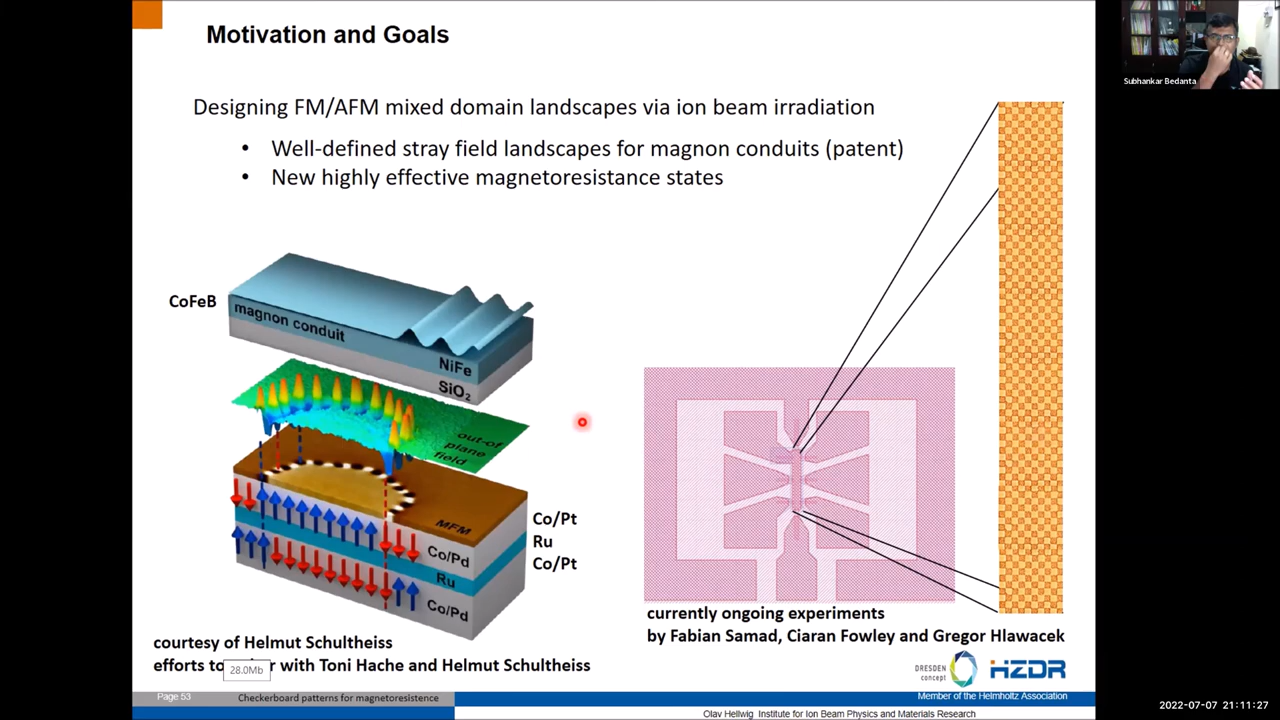 Motivation and Goals
Subhankar Bedanta
Designing FM/AFM mixed domain landscapes via ion beam irradiation
• Well-defined stray field landscapes for magnon conduits (patent)
• New highly effective magnetoresistance states
CoFeB
magnon conduit
NiFe
SiO₂
out-of
plane
field
MFM
Co/Pd
Ru
Co/Pd
Co/Pt
Ru
Co/Pt
currently ongoing experiments
by Fabian Samad, Ciaran Fowley and Gregor Hlawacek
courtesy of Helmut Schultheiss
efforts with Toni Hache and Helmut Schultheiss
28.0Mb
DRESDEN
concept
HZDR
Page 53
Checkerboard patterns for magnetoresistence
Member of the Helmholtz Association
Olav Hellwig Institute for Ion Beam Physics and Materials Research
2022-07-07 21:11:27